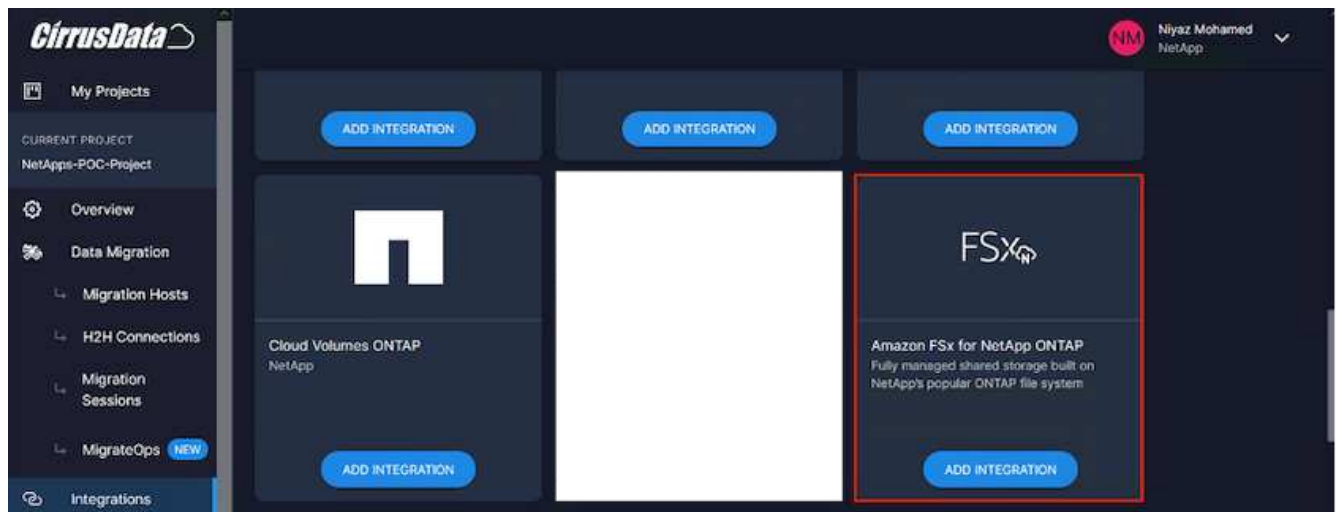 CirrusData
NM
Niyaz Mohamed
NetApp
My Projects
CURRENT PROJECT
NetApps-POC-Project
Overview
Data Migration
Migration Hosts
H2H Connections
Migration
Sessions
MigrateOps NEW
Integrations
ADD INTEGRATION
ADD INTEGRATION
ADD INTEGRATION
Cloud Volumes ONTAP
NetApp
ADD INTEGRATION
FSx N
Amazon FSx for NetApp ONTAP
Fully managed shared storage built on
NetApp's popular ONTAP file system
ADD INTEGRATION